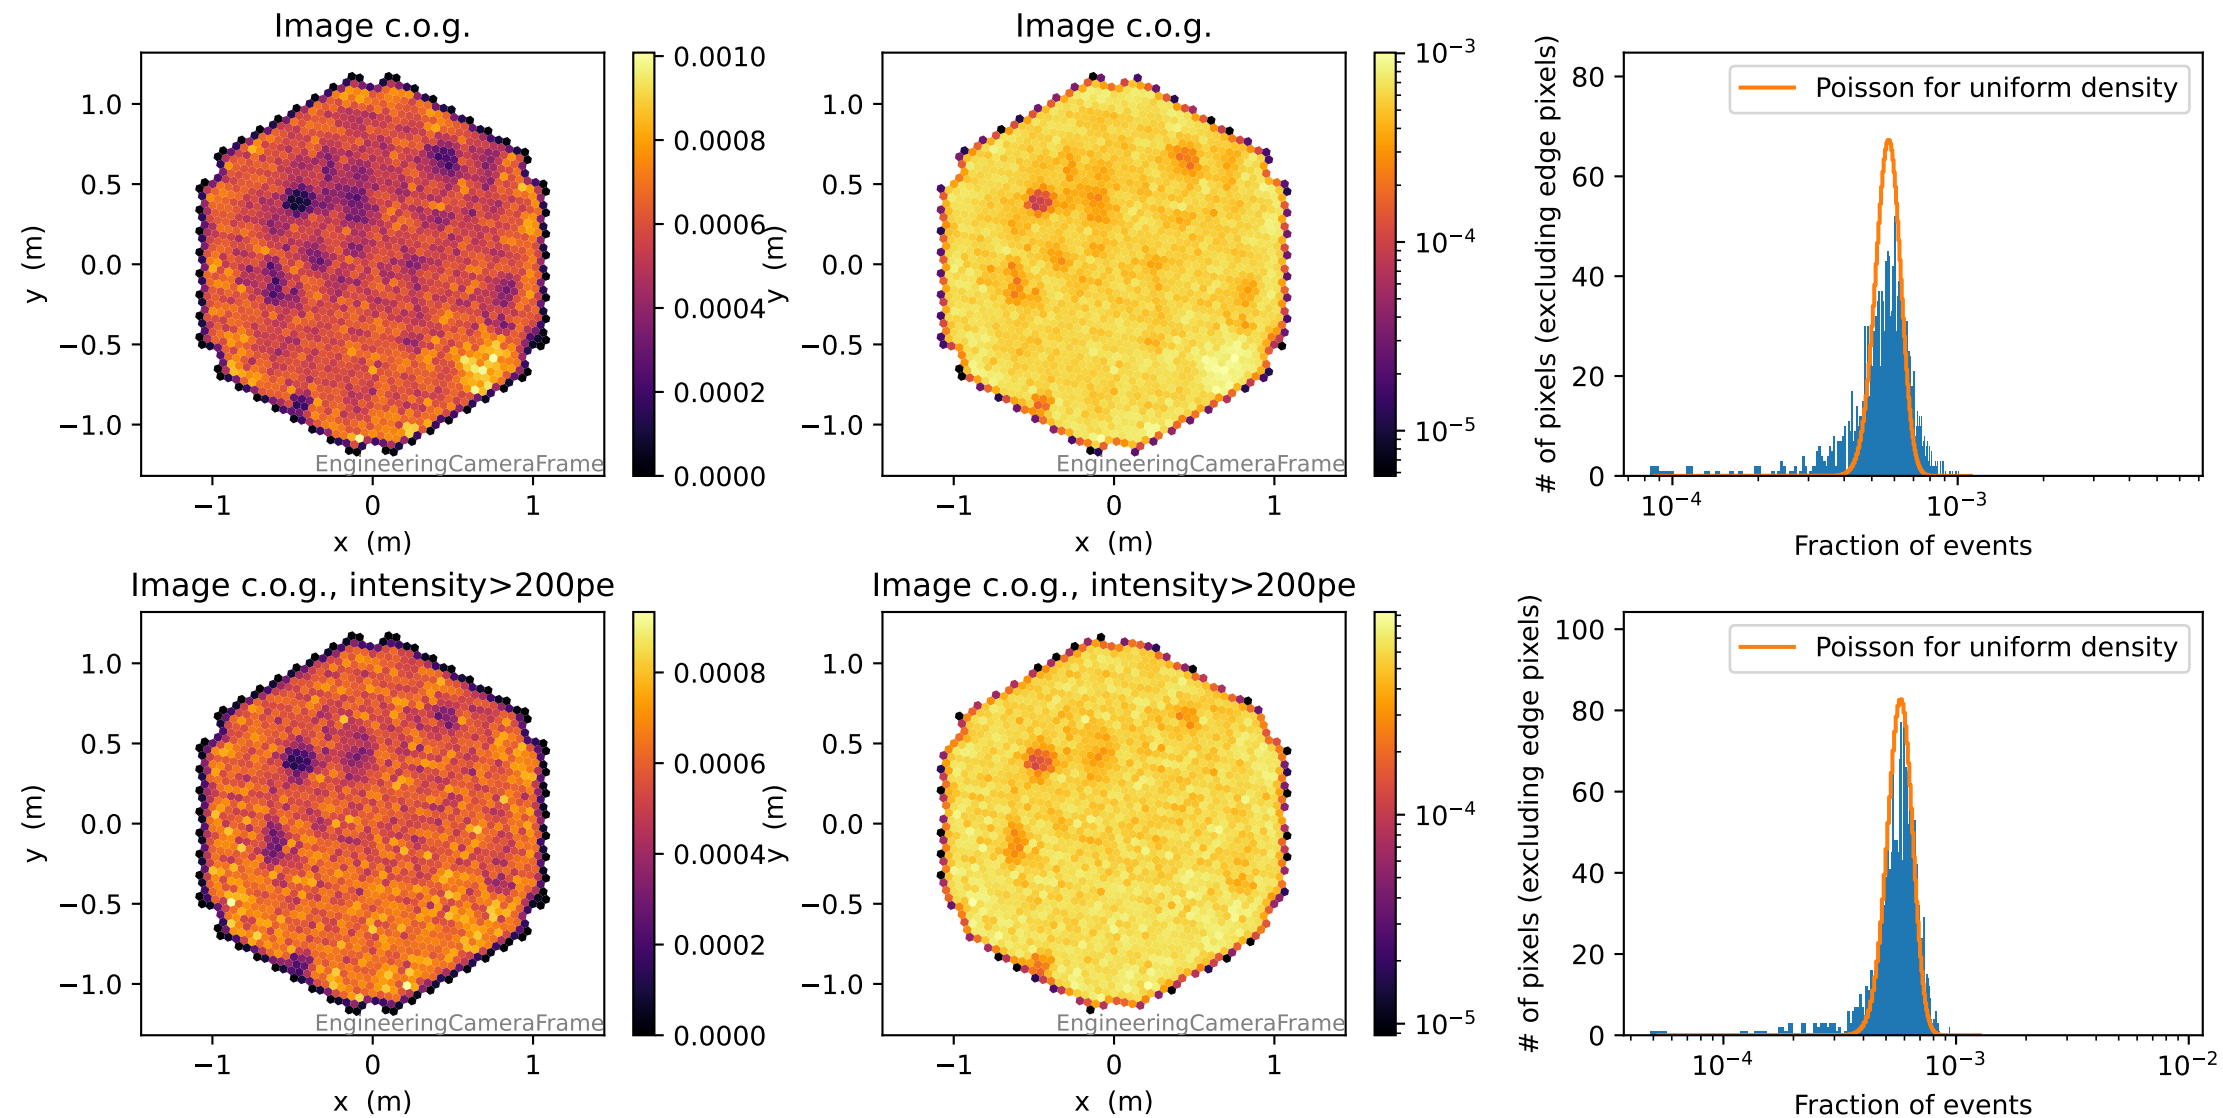 Image c.o.g.
1.0
0.5
0.0
−0.5
−1.0
y (m)
−1 0 1
x (m)
EngineeringCameraFrame
0.0010
0.0008
0.0006
0.0004
0.0002
0.0000
Image c.o.g.
1.0
0.5
0.0
−0.5
−1.0
y (m)
−1 0 1
x (m)
EngineeringCameraFrame
10⁻³
10⁻⁴
10⁻⁵
# of pixels (excluding edge pixels)
80
60
40
20
0
Poisson for uniform density
10⁻⁴ 10⁻³
Fraction of events
Image c.o.g., intensity>200pe
1.0
0.5
0.0
−0.5
−1.0
y (m)
−1 0 1
x (m)
EngineeringCameraFrame
0.0008
0.0006
0.0004
0.0002
0.0000
Image c.o.g., intensity>200pe
1.0
0.5
0.0
−0.5
−1.0
y (m)
−1 0 1
x (m)
EngineeringCameraFrame
10⁻⁴
10⁻⁵
# of pixels (excluding edge pixels)
100
80
60
40
20
0
Poisson for uniform density
10⁻⁴ 10⁻³ 10⁻²
Fraction of events